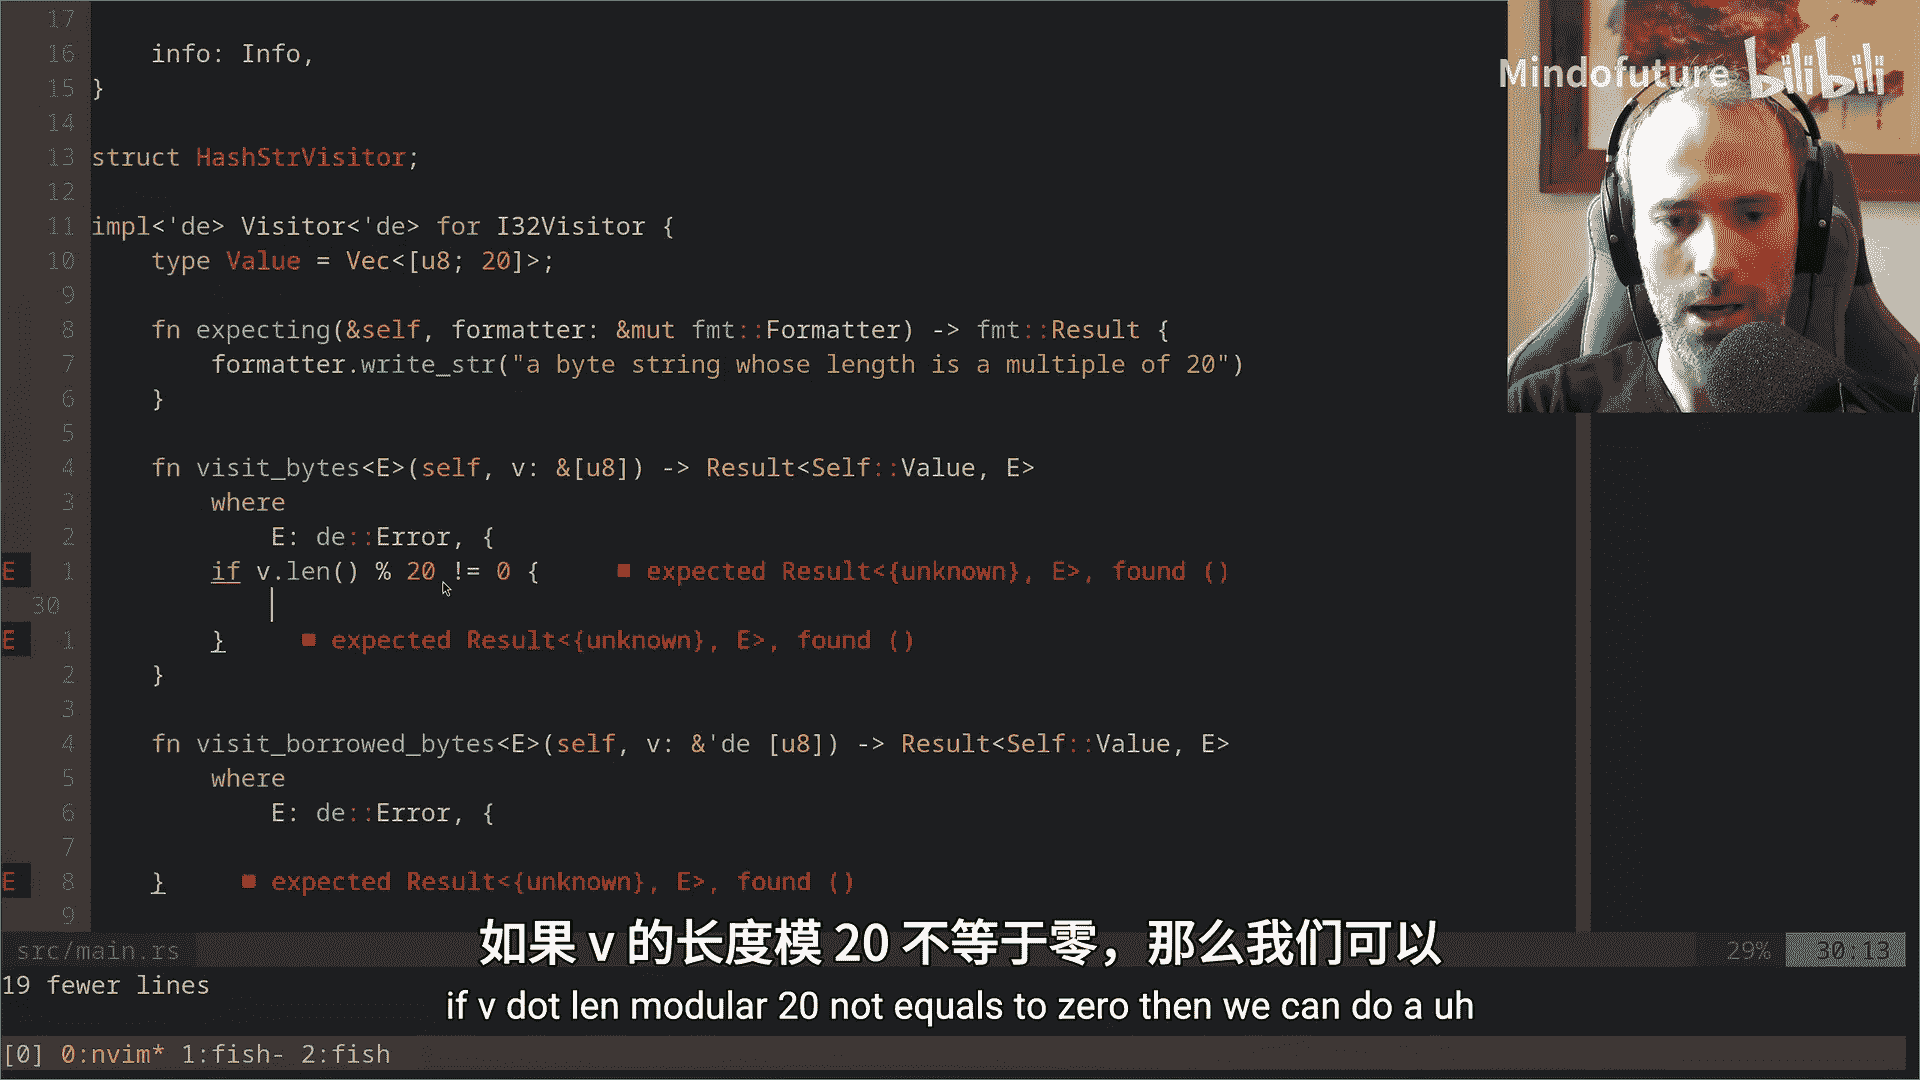 17
16 info: Info,
15 }
14
13 struct HashStrVisitor;
12
11 impl<'de> Visitor<'de> for I32Visitor {
10 type Value = Vec<[u8; 20]>;
9
8 fn expecting(&self, formatter: &mut fmt::Formatter) -> fmt::Result {
7 formatter.write_str("a byte string whose length is a multiple of 20")
6 }
5
4 fn visit_bytes<E>(self, v: &[u8]) -> Result<Self::Value, E>
3 where
2 E: de::Error, {
E 1 if v.len() % 20 != 0 { ■ expected Result<{unknown}, E>, found ()
30
E 1 } ■ expected Result<{unknown}, E>, found ()
2 }
3
4 fn visit_borrowed_bytes<E>(self, v: &'de [u8]) -> Result<Self::Value, E>
5 where
6 E: de::Error, {
7
E 8 } ■ expected Result<{unknown}, E>, found ()
9
Mindofuture bilibili
如果 v 的长度模 20 不等于零，那么我们可以
src/main.rs 29% 30:13
19 fewer lines
if v dot len modular 20 not equals to zero then we can do a uh
[0] 0:nvim* 1:fish- 2:fish